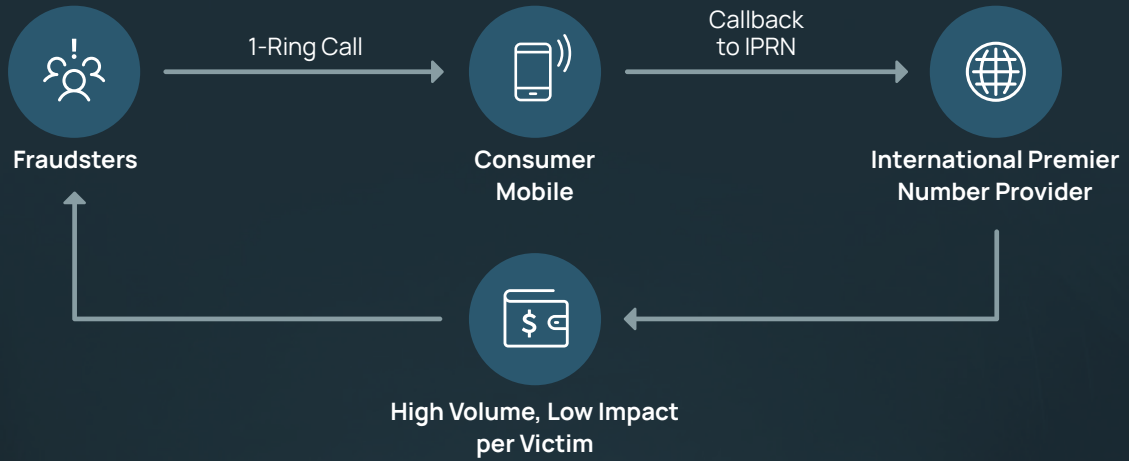 1-Ring Call
Callback
to IPRN
Fraudsters
Consumer
Mobile
International Premier
Number Provider
$
High Volume, Low Impact
per Victim